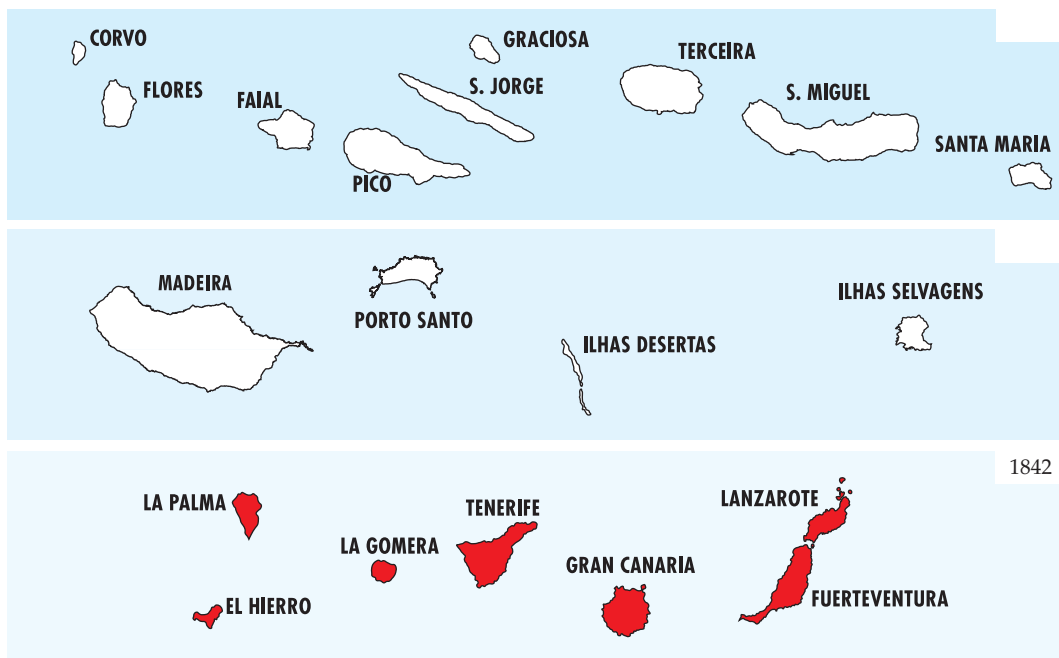 CORVO
FLORES
FAIAL
PICO
GRACIOSA
S. JORGE
TERCEIRA
S. MIGUEL
SANTA MARIA
MADEIRA
PORTO SANTO
ILHAS DESERTAS
ILHAS SELVAGENS
1842
LA PALMA
EL HIERRO
LA GOMERA
TENERIFE
GRAN CANARIA
LANZAROTE
FUERTEVENTURA